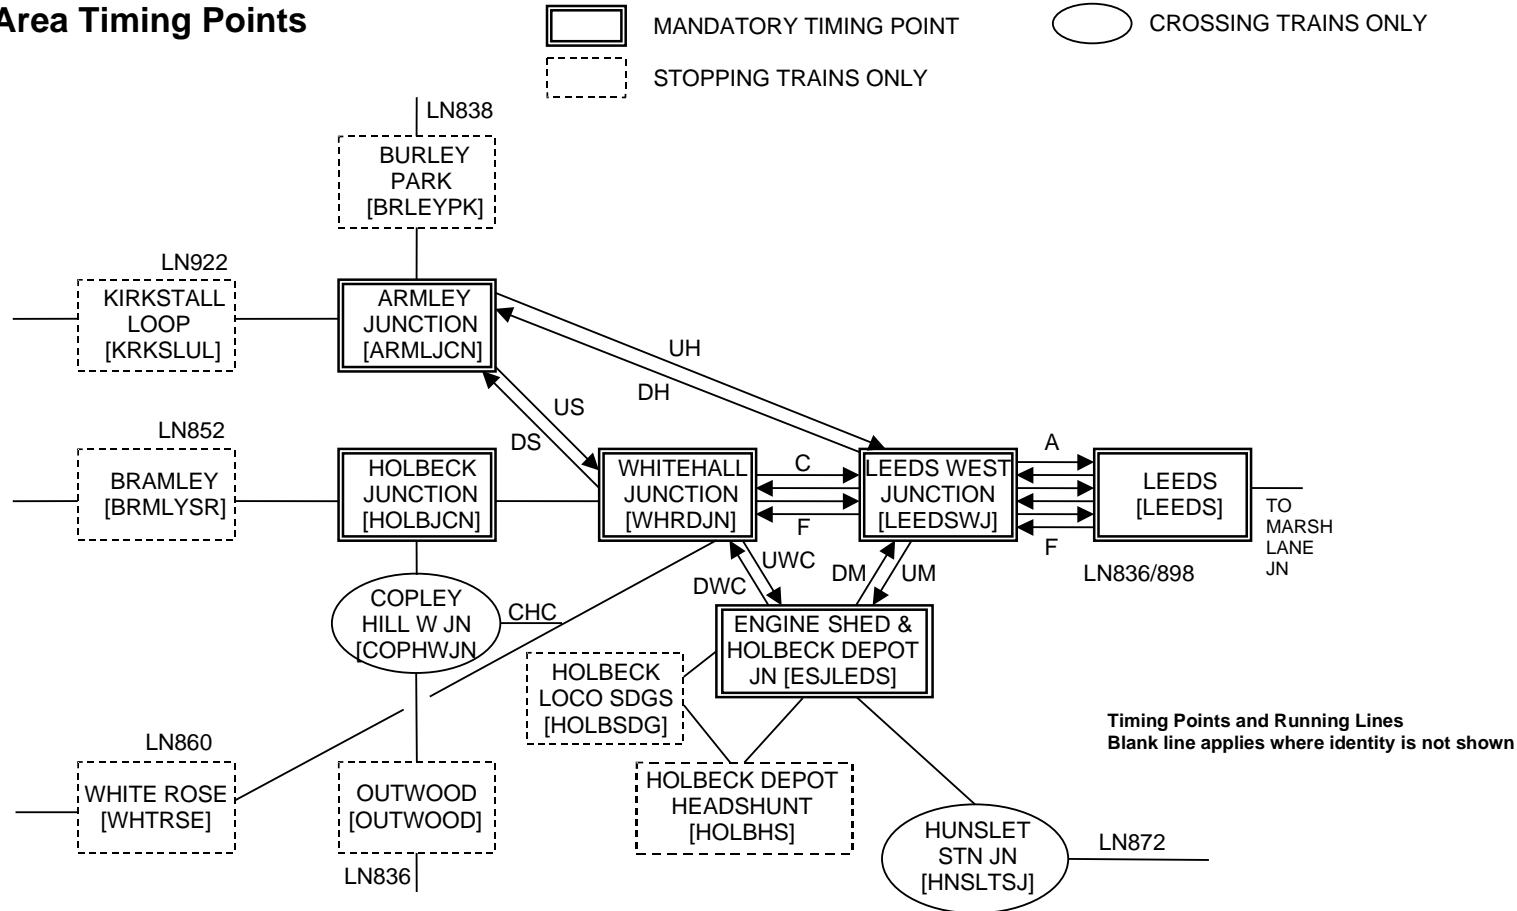 Area Timing Points
MANDATORY TIMING POINT
CROSSING TRAINS ONLY
STOPPING TRAINS ONLY
LN838
BURLEY
PARK
[BRLEYPK]
LN922
KIRKSTALL
LOOP
[KRKSLUL]
ARMLEY
JUNCTION
[ARMLJCN]
UH
DH
US
DS
LN852
BRAMLEY
[BRMLYSR]
HOLBECK
JUNCTION
[HOLBJCN]
WHITEHALL
JUNCTION
[WHRDJN]
C
F
LEEDS WEST
JUNCTION
[LEEDSWJ]
A
F
LEEDS
[LEEDS]
TO
MARSH
LANE
JN
LN836/898
UWC
DWC
DM
UM
COPLEY
HILL W JN
[COPHWJN
CHC
ENGINE SHED &
HOLBECK DEPOT
JN [ESJLEDS]
HOLBECK
LOCO SDGS
[HOLBSDG]
Timing Points and Running Lines
Blank line applies where identity is not shown
LN860
WHITE ROSE
[WHTRSE]
OUTWOOD
[OUTWOOD]
LN836
HOLBECK DEPOT
HEADSHUNT
[HOLBHS]
HUNSLET
STN JN
[HNSLTSJ]
LN872